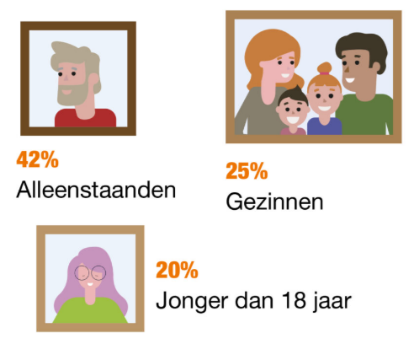 42%
Alleenstaanden
25%
Gezinnen
20%
Jonger dan 18 jaar